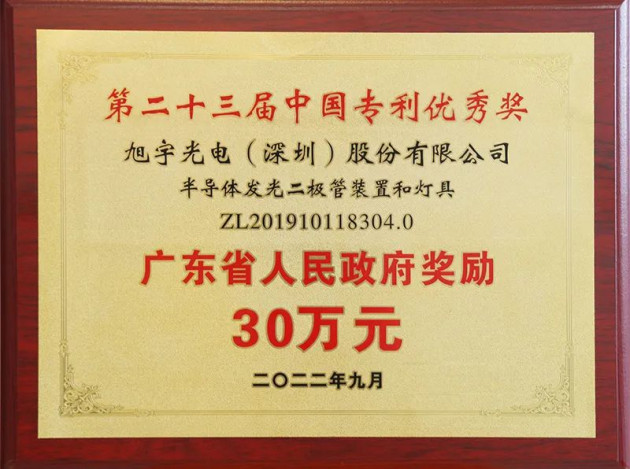 第二十三届中国专利优秀奖
旭宇光电（深圳）股份有限公司
半导体发光二极管装置和灯具
ZL201910118304.0
广东省人民政府奖励
30万元
二〇二二年九月